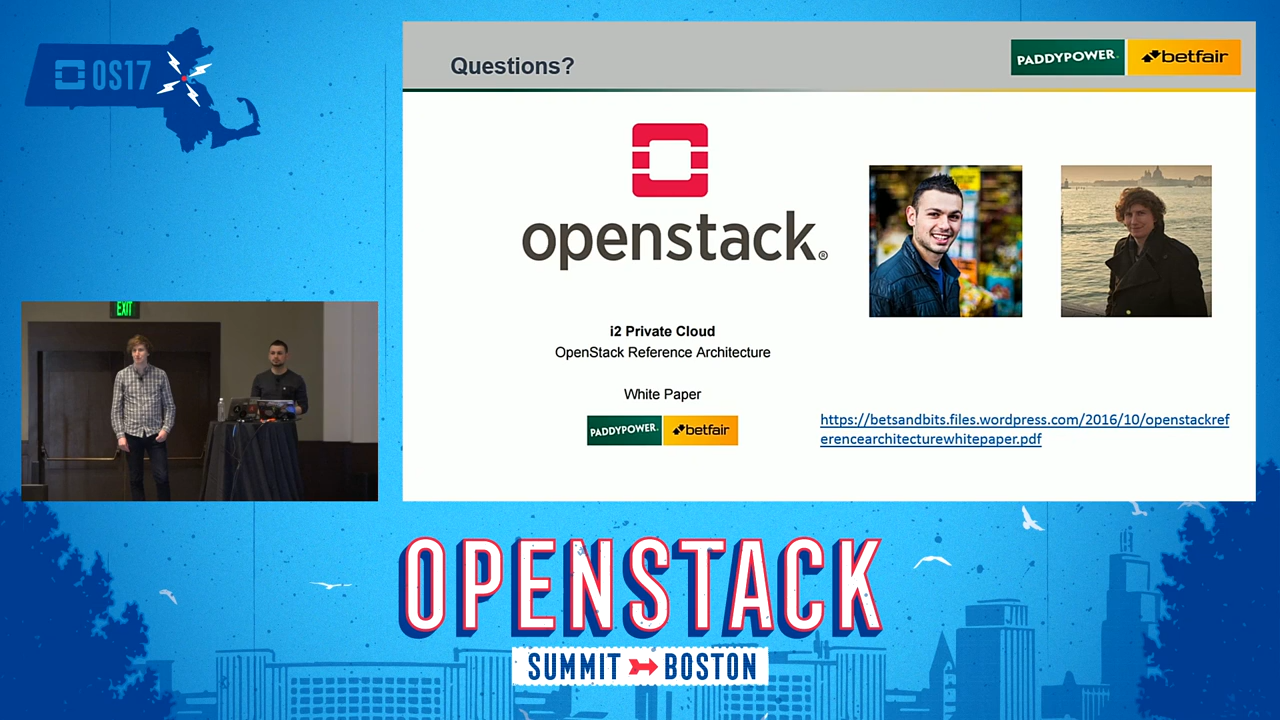 OS17
Questions?
PADDYPOWER.
betfair
openstack®
i2 Private Cloud
OpenStack Reference Architecture
White Paper
PADDYPOWER.
betfair
https://betsandbits.files.wordpress.com/2016/10/openstackref
erencearchitecturewhitepaper.pdf
EXIT
OPENSTACK
SUMMIT BOSTON